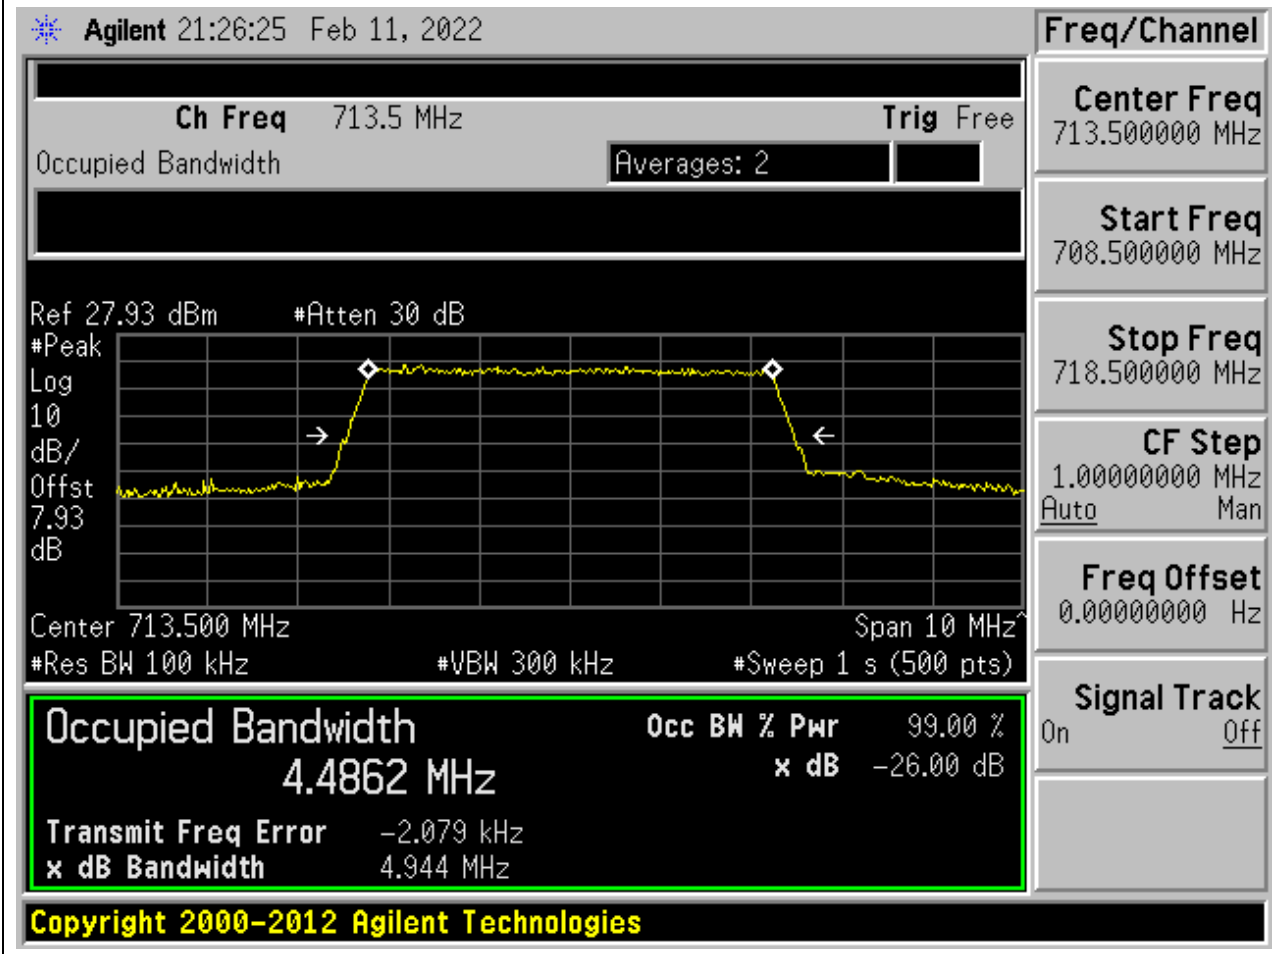 Agilent 21:26:25 Feb 11, 2022
Freq/Channel
Ch Freq 713.5 MHz Trig Free
Occupied Bandwidth Averages: 2
Center Freq
713.500000 MHz
Start Freq
708.500000 MHz
Stop Freq
718.500000 MHz
CF Step
1.00000000 MHz
Auto Man
Freq Offset
0.00000000 Hz
Signal Track
On Off
Ref 27.93 dBm #Atten 30 dB
#Peak
Log
10
dB/
Offst
7.93
dB
Center 713.500 MHz Span 10 MHz^
#Res BW 100 kHz #VBW 300 kHz #Sweep 1 s (500 pts)
Occupied Bandwidth Occ BW % Pwr 99.00 %
4.4862 MHz x dB -26.00 dB
Transmit Freq Error -2.079 kHz
x dB Bandwidth 4.944 MHz
Copyright 2000-2012 Agilent Technologies